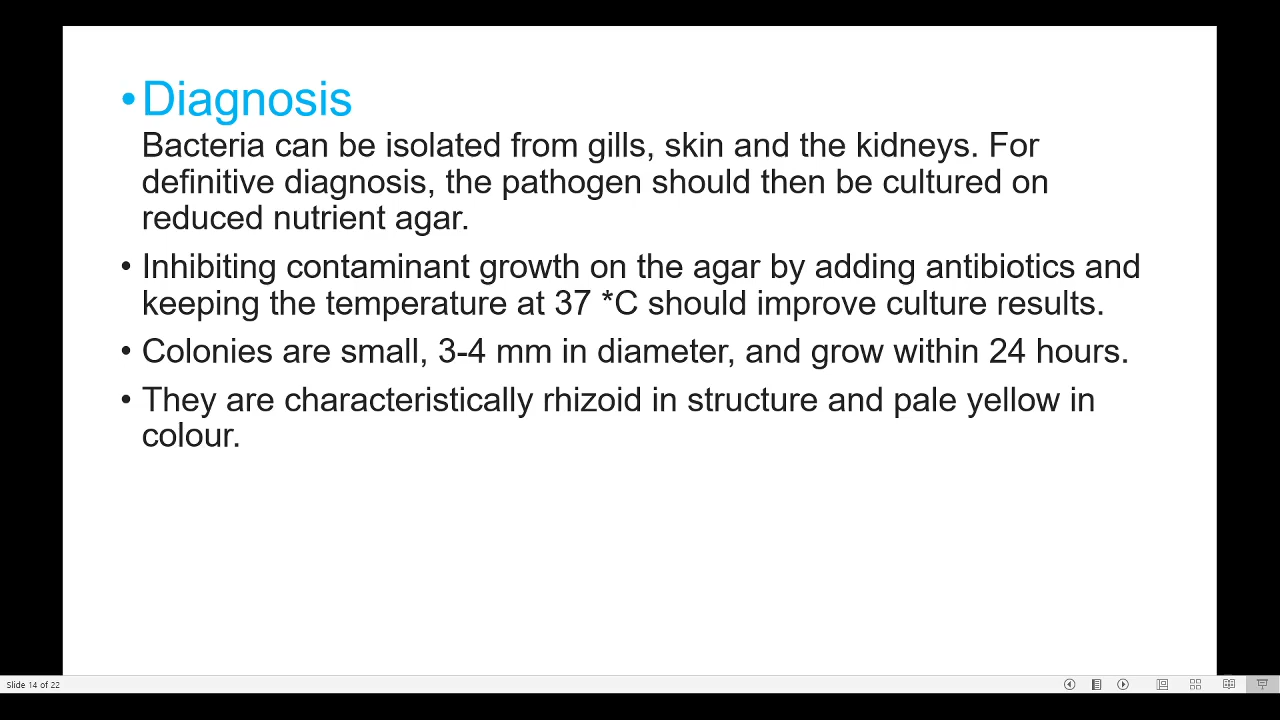 •Diagnosis
Bacteria can be isolated from gills, skin and the kidneys. For
definitive diagnosis, the pathogen should then be cultured on
reduced nutrient agar.
• Inhibiting contaminant growth on the agar by adding antibiotics and
keeping the temperature at 37 *C should improve culture results.
• Colonies are small, 3-4 mm in diameter, and grow within 24 hours.
• They are characteristically rhizoid in structure and pale yellow in
colour.
Slide 14 of 22